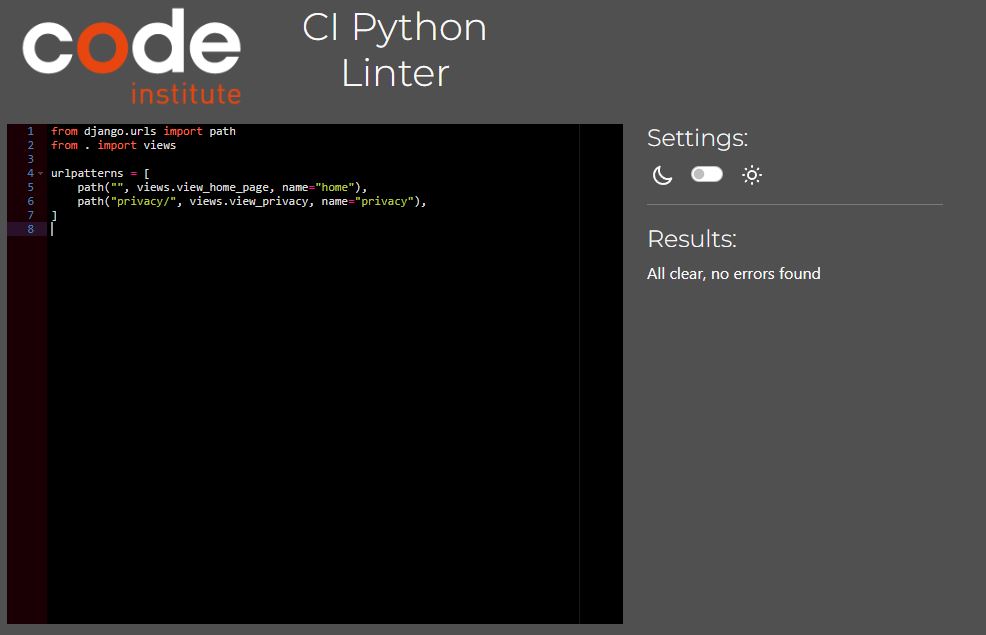 code
institute
CI Python
Linter
1 from django.urls import path
2 from . import views
3
4 urlpatterns = [
5     path("", views.view_home_page, name="home"),
6     path("privacy/", views.view_privacy, name="privacy"),
7 ]
8
Settings:
Results:
All clear, no errors found